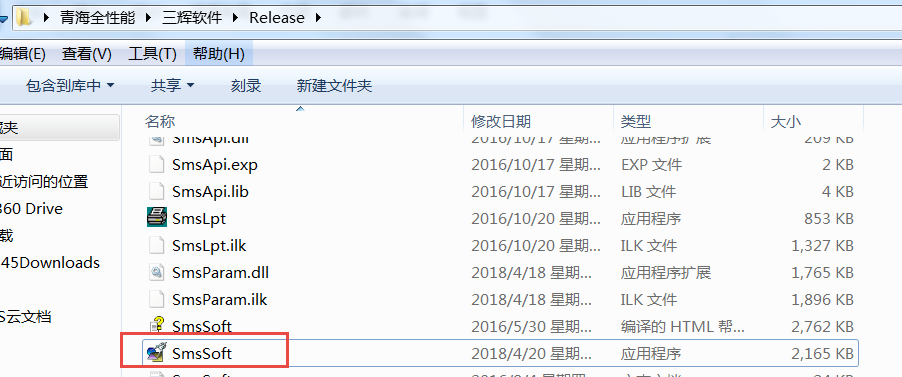 青海全性能 ▸ 三辉软件 ▸ Release ▸
编辑(E) 查看(V) 工具(T) 帮助(H)
包含到库中 共享 刻录 新建文件夹
名称 修改日期 类型 大小
SmsApi.dll 2016/10/17 星期... 应用程序扩展 209 KB
藏夹
面
近访问的位置
360 Drive
载
45Downloads
S云文档
SmsApi.exp 2016/10/17 星期... EXP 文件 2 KB
SmsApi.lib 2016/10/17 星期... LIB 文件 4 KB
SmsLpt 2016/10/20 星期... 应用程序 853 KB
SmsLpt.ilk 2016/10/20 星期... ILK 文件 1,327 KB
SmsParam.dll 2018/4/18 星期... 应用程序扩展 1,765 KB
SmsParam.ilk 2018/4/18 星期... ILK 文件 1,896 KB
SmsSoft 2016/5/30 星期... 编译的 HTML 帮... 2,762 KB
SmsSoft 2018/4/20 星期... 应用程序 2,165 KB